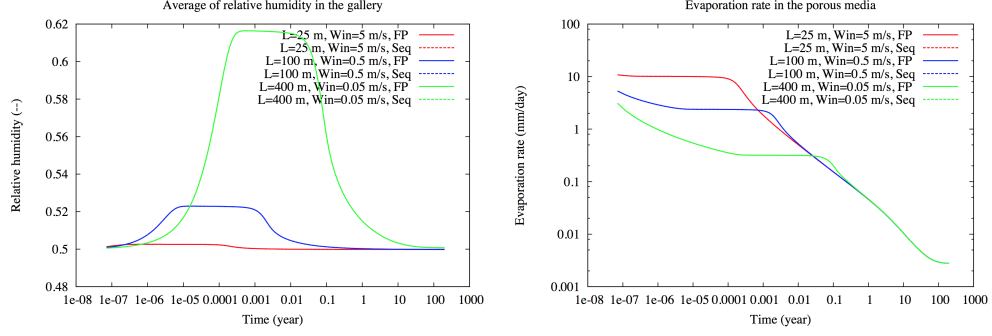 Average of relative humidity in the gallery
0.62
0.6
0.58
0.56
0.54
0.52
0.5
0.48
Relative humidity (--)
L=25 m, Win=5 m/s, FP
L=25 m, Win=5 m/s, Seq
L=100 m, Win=0.5 m/s, FP
L=100 m, Win=0.5 m/s, Seq
L=400 m, Win=0.05 m/s, FP
L=400 m, Win=0.05 m/s, Seq
1e-08 1e-07 1e-06 1e-05 0.0001 0.001 0.01 0.1 1 10 100 1000
Time (year)
Evaporation rate in the porous media
100
10
1
0.1
0.01
0.001
Evaporation rate (mm/day)
L=25 m, Win=5 m/s, FP
L=25 m, Win=5 m/s, Seq
L=100 m, Win=0.5 m/s, FP
L=100 m, Win=0.5 m/s, Seq
L=400 m, Win=0.05 m/s, FP
L=400 m, Win=0.05 m/s, Seq
1e-08 1e-07 1e-06 1e-05 0.0001 0.001 0.01 0.1 1 10 100 1000
Time (year)